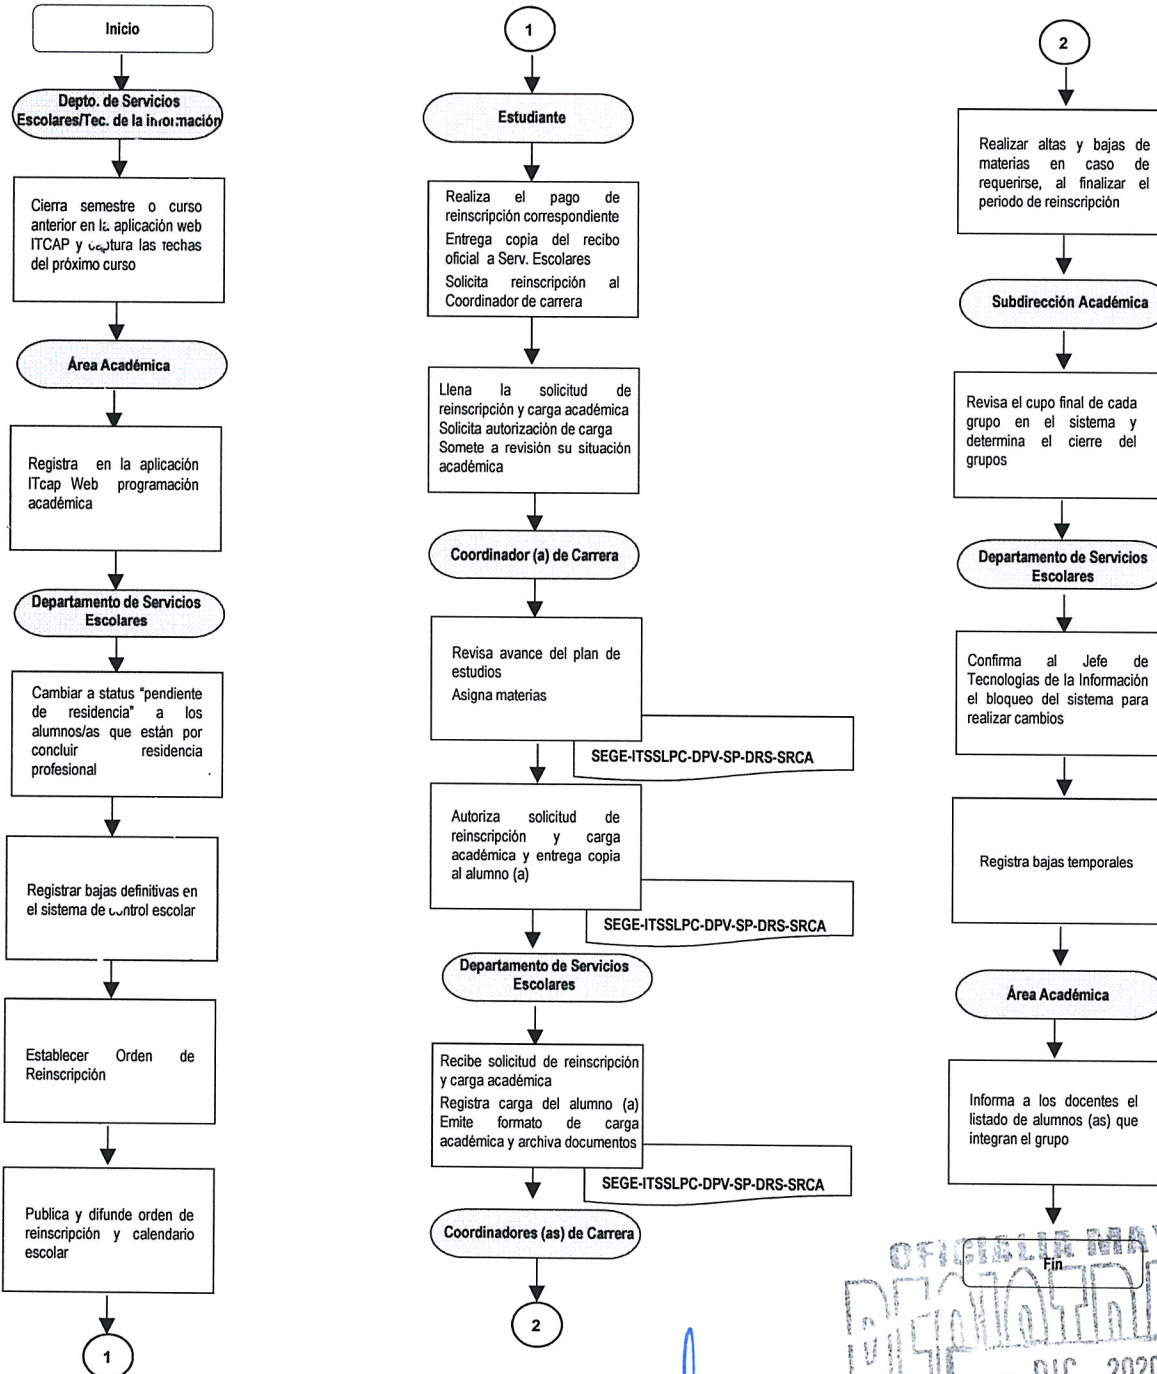 Inicio
Depto. de Servicios
Escolares/Tec. de la información
Cierra semestre o curso
anterior en la aplicación web
ITCAP y captura las fechas
del próximo curso
Área Académica
Registra en la aplicación
ITcap Web programación
académica
Departamento de Servicios
Escolares
Cambiar a status "pendiente
de residencia" a los
alumnos/as que están por
concluir residencia
profesional
Registrar bajas definitivas en
el sistema de control escolar
Establecer Orden de
Reinscripción
Publica y difunde orden de
reinscripción y calendario
escolar
1
1
Estudiante
Realiza el pago de
reinscripción correspondiente
Entrega copia del recibo
oficial a Serv. Escolares
Solicita reinscripción al
Coordinador de carrera
Llena la solicitud de
reinscripción y carga académica
Solicita autorización de carga
Somete a revisión su situación
académica
Coordinador (a) de Carrera
Revisa avance del plan de
estudios
Asigna materias
SEGE-ITSSLPC-DPV-SP-DRS-SRCA
Autoriza solicitud de
reinscripción y carga
académica y entrega copia
al alumno (a)
SEGE-ITSSLPC-DPV-SP-DRS-SRCA
Departamento de Servicios
Escolares
Recibe solicitud de reinscripción
y carga académica
Registra carga del alumno (a)
Emite formato de carga
académica y archiva documentos
SEGE-ITSSLPC-DPV-SP-DRS-SRCA
Coordinadores (as) de Carrera
2
2
Realizar altas y bajas de
materias en caso de
requerirse, al finalizar el
periodo de reinscripción
Subdirección Académica
Revisa el cupo final de cada
grupo en el sistema y
determina el cierre del
grupos
Departamento de Servicios
Escolares
Confirma al Jefe de
Tecnologías de la Información
el bloqueo del sistema para
realizar cambios
Registra bajas temporales
Área Académica
Informa a los docentes el
listado de alumnos (as) que
integran el grupo
OFICIALIA MA
Fin
DIC. 2020